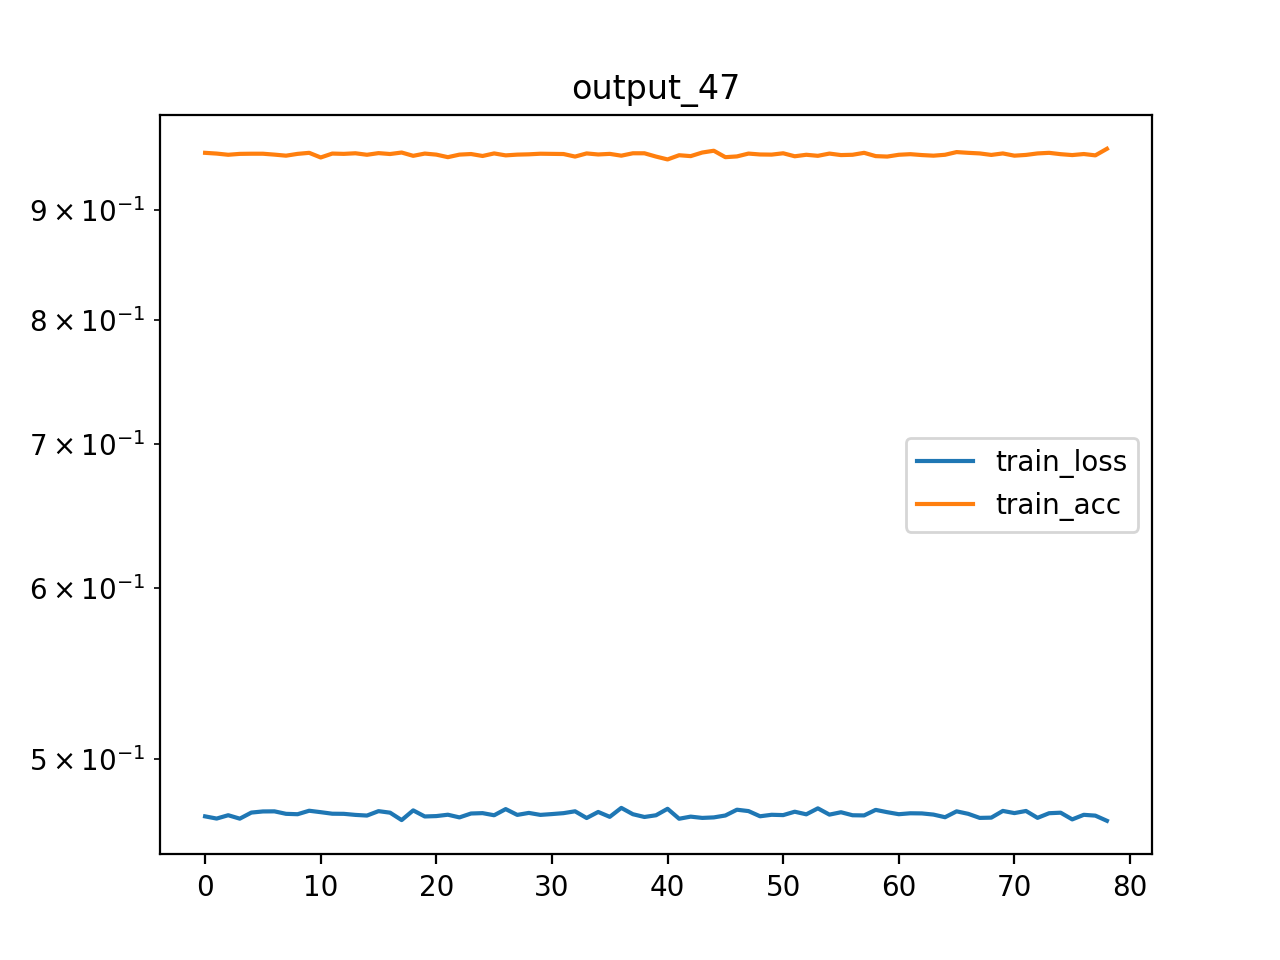 output_47
9 × 10⁻¹
8 × 10⁻¹
7 × 10⁻¹
6 × 10⁻¹
5 × 10⁻¹
train_loss
train_acc
0 10 20 30 40 50 60 70 80